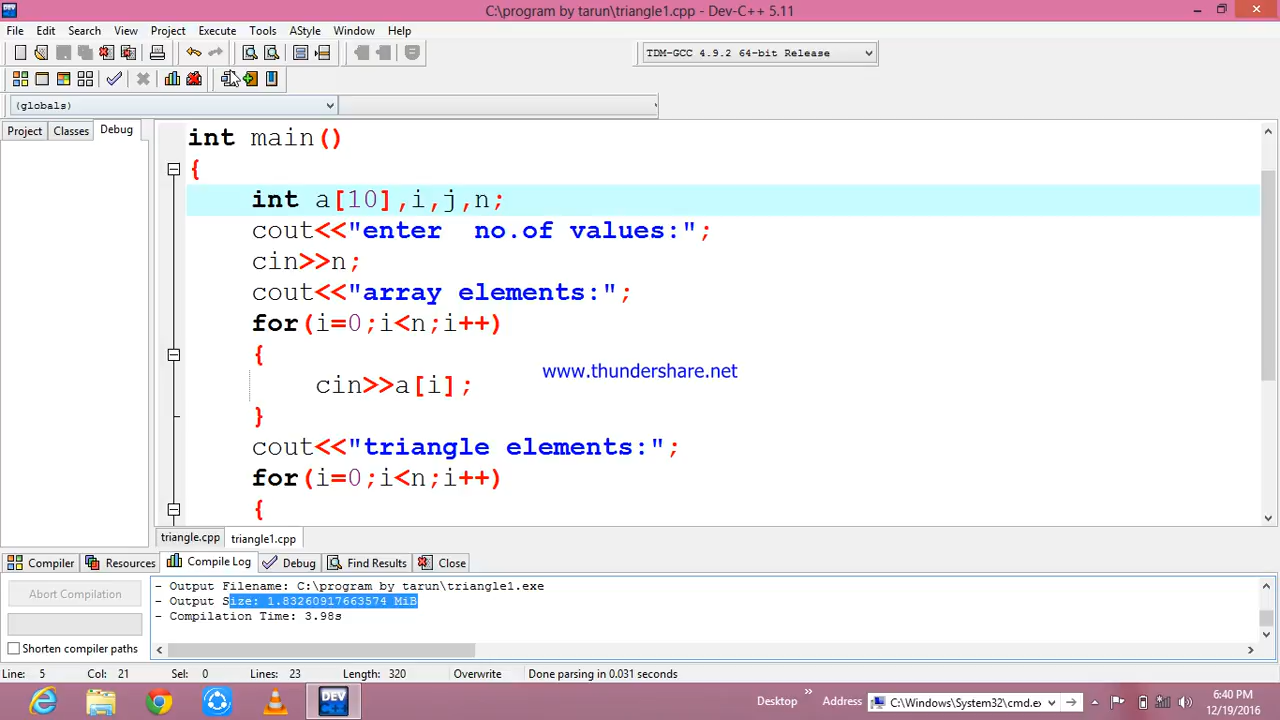 C:\program by tarun\triangle1.cpp - Dev-C++ 5.11
File Edit Search View Project Execute Tools AStyle Window Help
TDM-GCC 4.9.2 64-bit Release
(globals)
Project Classes Debug
int main()
{
int a[10],i,j,n;
cout<<"enter  no.of values:";
cin>>n;
cout<<"array elements:";
for(i=0;i<n;i++)
{
www.thundershare.net
cin>>a[i];
}
cout<<"triangle elements:";
for(i=0;i<n;i++)
{
triangle.cpp triangle1.cpp
Compiler Resources Compile Log Debug Find Results Close
Abort Compilation
- Output Filename: C:\program by tarun\triangle1.exe
- Output Size: 1.83260917663574 MiB
- Compilation Time: 3.98s
Shorten compiler paths
Line: 5 Col: 21 Sel: 0 Lines: 23 Length: 320 Overwrite Done parsing in 0.031 seconds
DEV
Desktop » Address C:\Windows\System32\cmd.ex
6:40 PM
12/19/2016